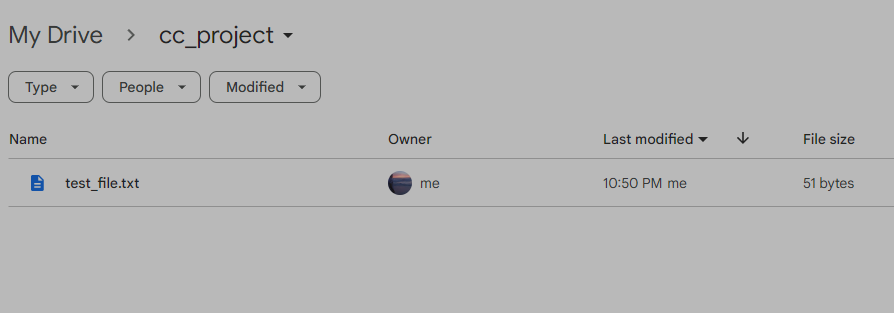 My Drive > cc_project
Type People Modified
Name Owner Last modified File size
test_file.txt me 10:50 PM me 51 bytes